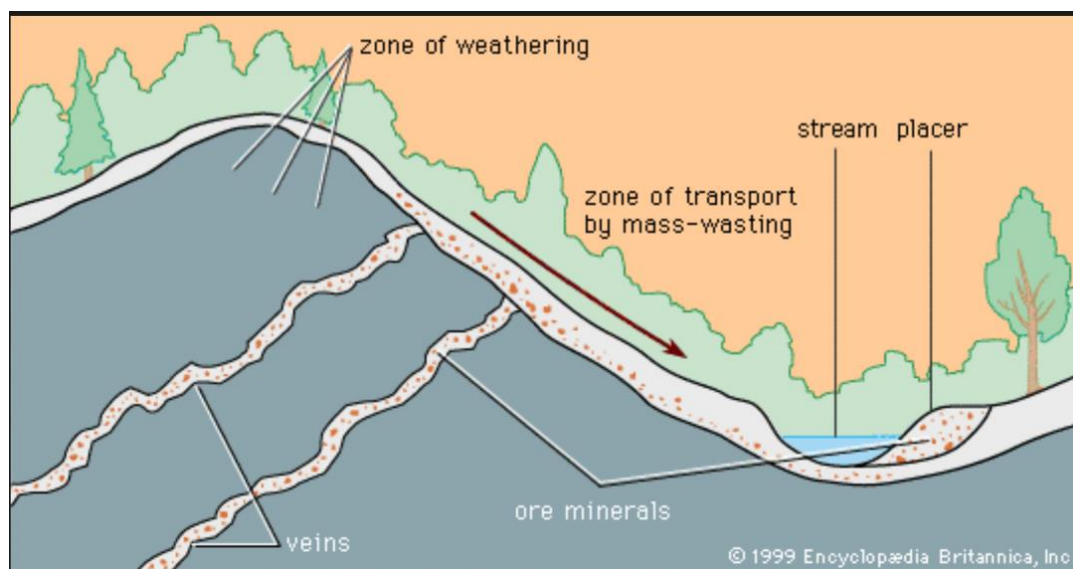 zone of weathering
stream placer
zone of transport
by mass-wasting
ore minerals
veins
© 1999 Encyclopædia Britannica, Inc